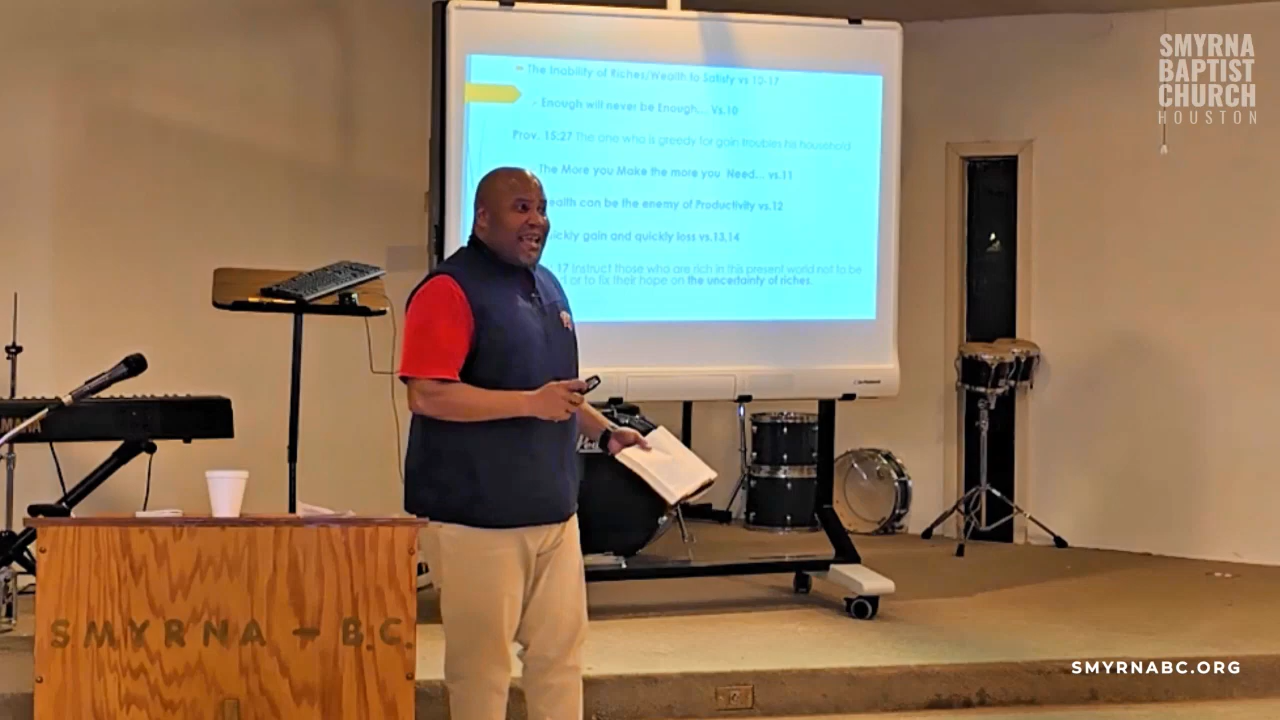 SMYRNA
BAPTIST
CHURCH
HOUSTON
The Inability of Riches/Wealth to Satisfy vs 10-17
Enough will never be Enough... Vs.10
Prov. 15:27 The one who is greedy for gain troubles his household
The More you Make the more you Need... vs.11
ealth can be the enemy of Productivity vs.12
ickly gain and quickly loss vs.13,14
17 Instruct those who are rich in this present world not to be
or to fix their hope on the uncertainty of riches.
SMYRNA - B.C.
SMYRNABC.ORG